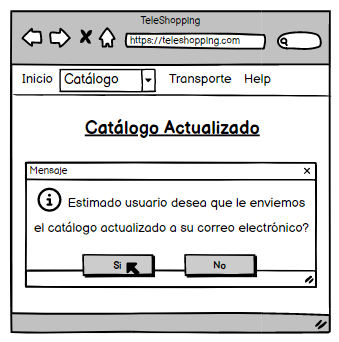 TeleShopping
https://teleshopping.com
Inicio Catálogo Transporte Help
Catálogo Actualizado
Mensaje
Estimado usuario desea que le enviemos
el catálogo actualizado a su correo electrónico?
Si No